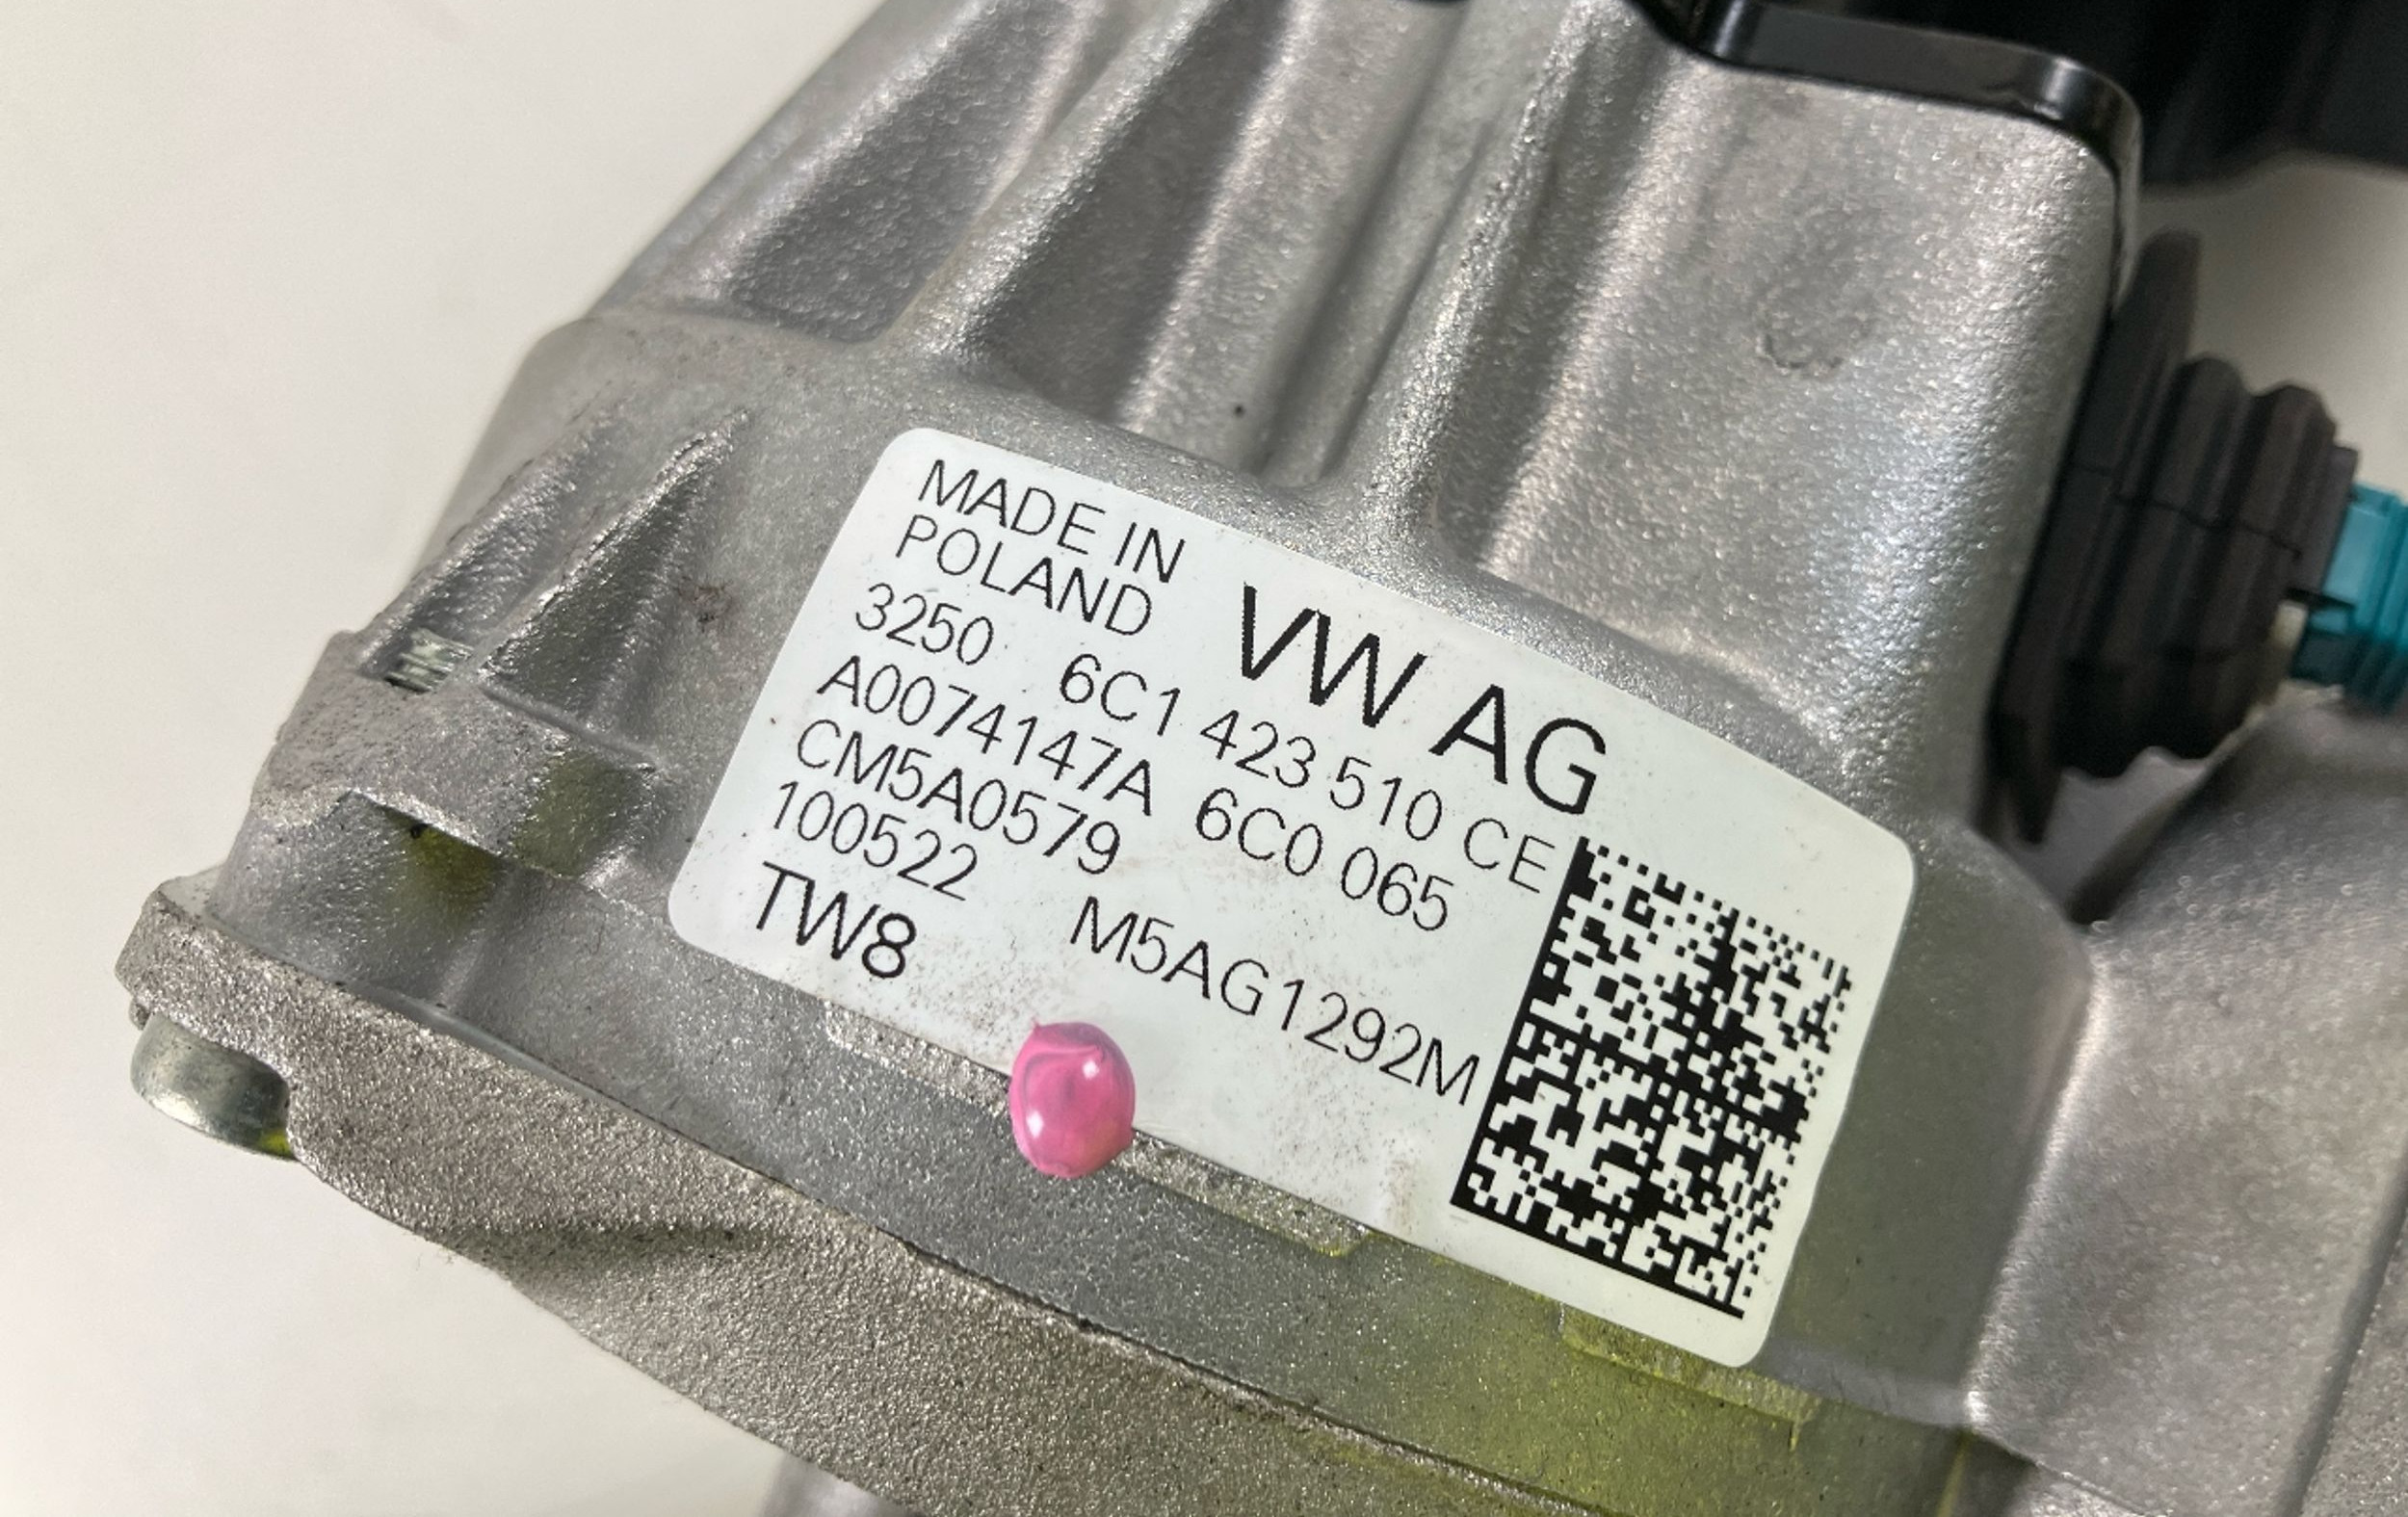 MADE IN
POLAND
VW AG
3250 6C1 423 510 CE
A0074147A 6C0 065
CM5A0579
100522 M5AG1292M
TW8